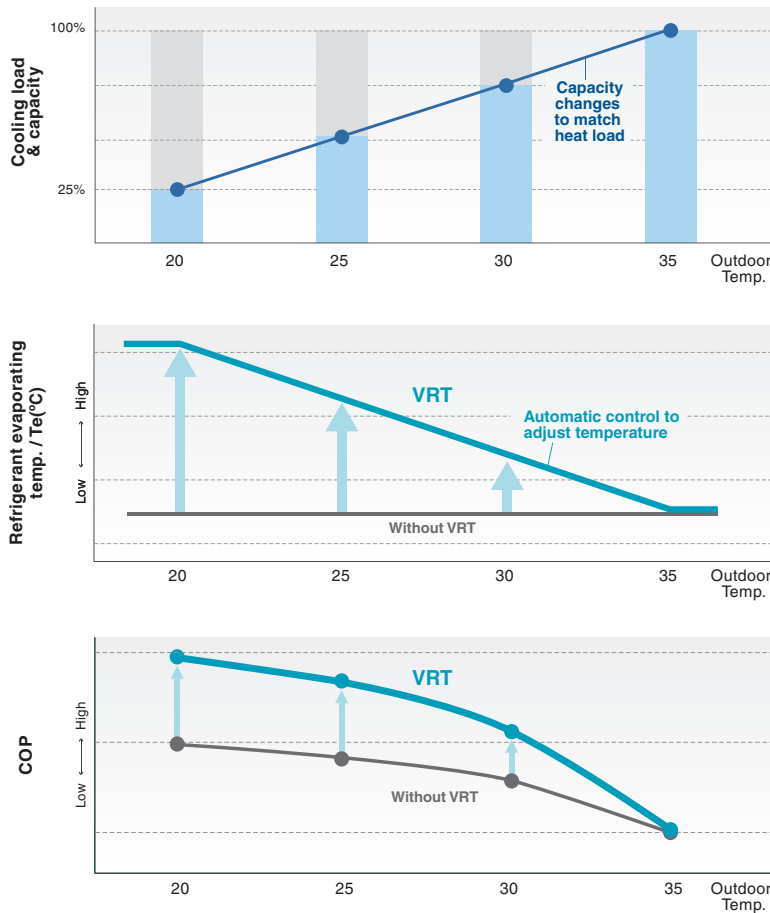 Cooling load
& capacity
100%
25%
Capacity
changes
to match
heat load
20
25
30
35
Outdoor
Temp.
Refrigerant evaporating
temp. / Te(°C)
Low ⟷ High
VRT
Automatic control to
adjust temperature
Without VRT
20
25
30
35
Outdoor
Temp.
COP
Low ⟷ High
VRT
Without VRT
20
25
30
35
Outdoor
Temp.